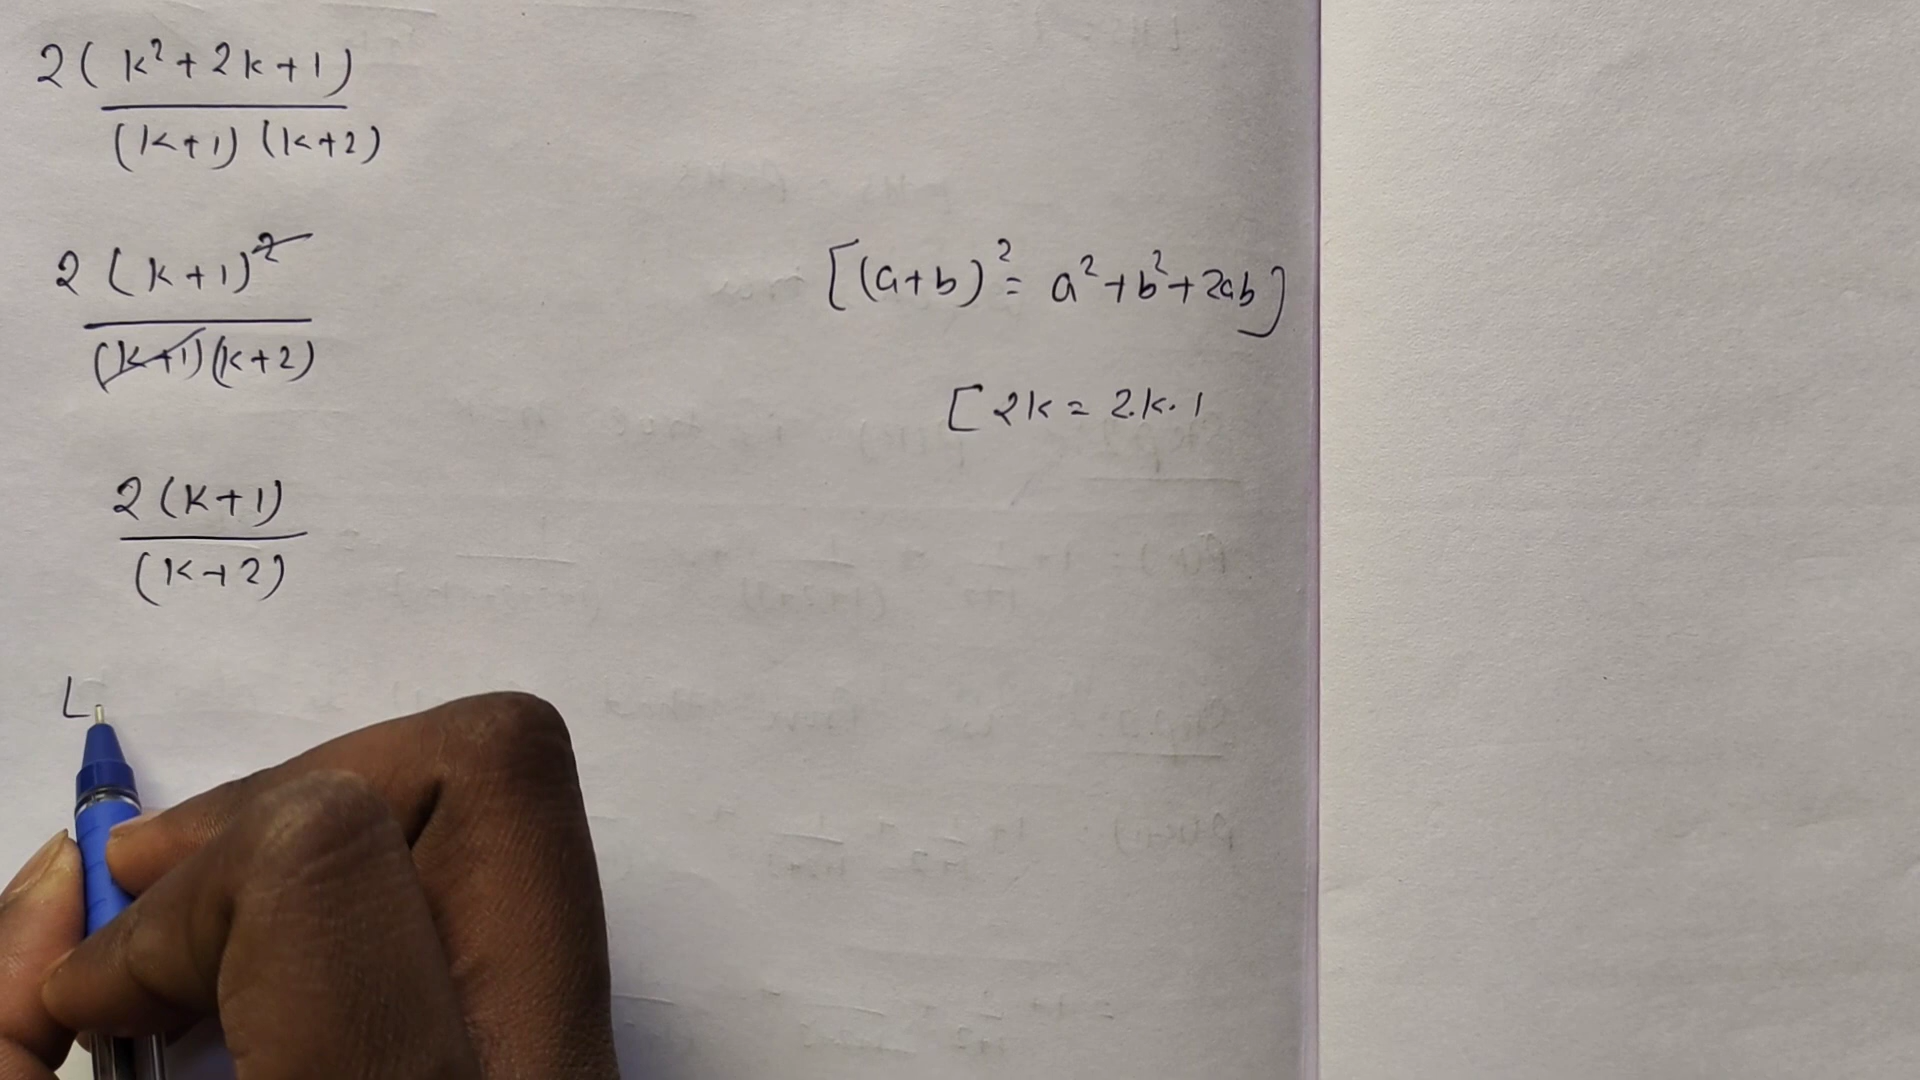 2(k²+2k+1)
(k+1)(k+2)
2(k+1)²
(k+1)(k+2)
[(a+b)²= a²+b²+2ab]
[2k = 2.k.1
2(k+1)
(k+2)
L